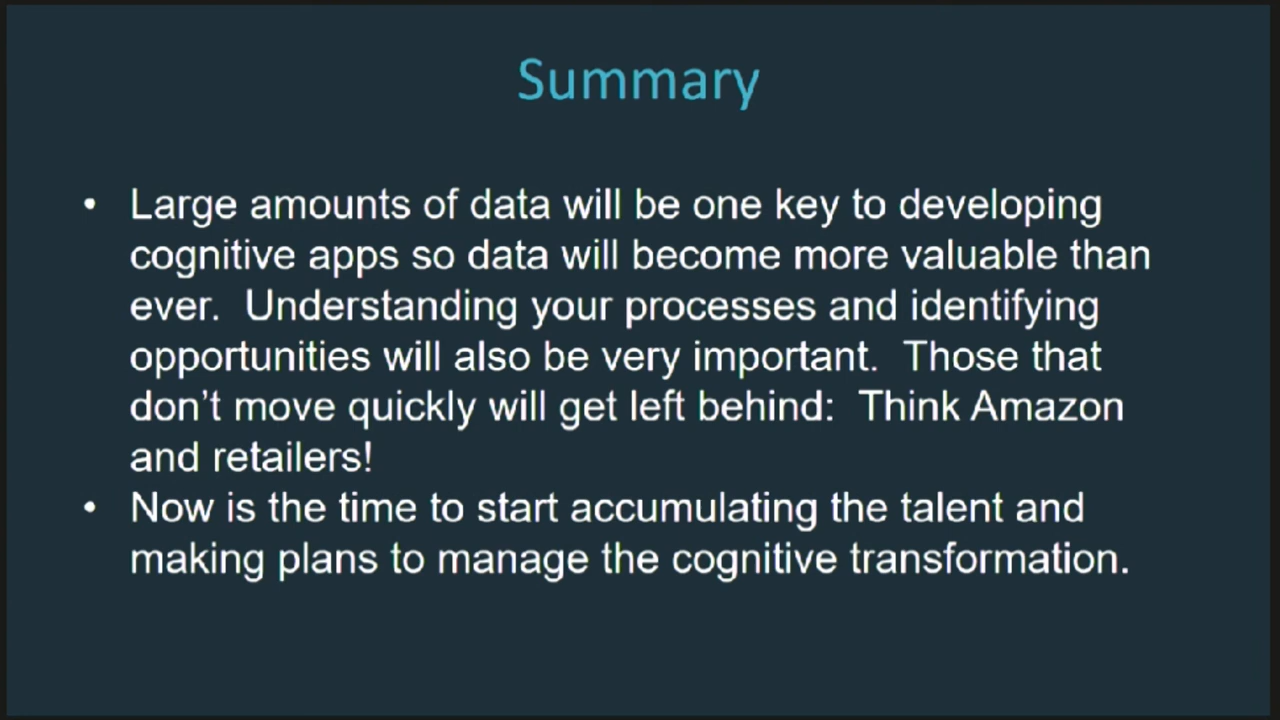 Summary
• Large amounts of data will be one key to developing
cognitive apps so data will become more valuable than
ever.  Understanding your processes and identifying
opportunities will also be very important.  Those that
don’t move quickly will get left behind:  Think Amazon
and retailers!
• Now is the time to start accumulating the talent and
making plans to manage the cognitive transformation.